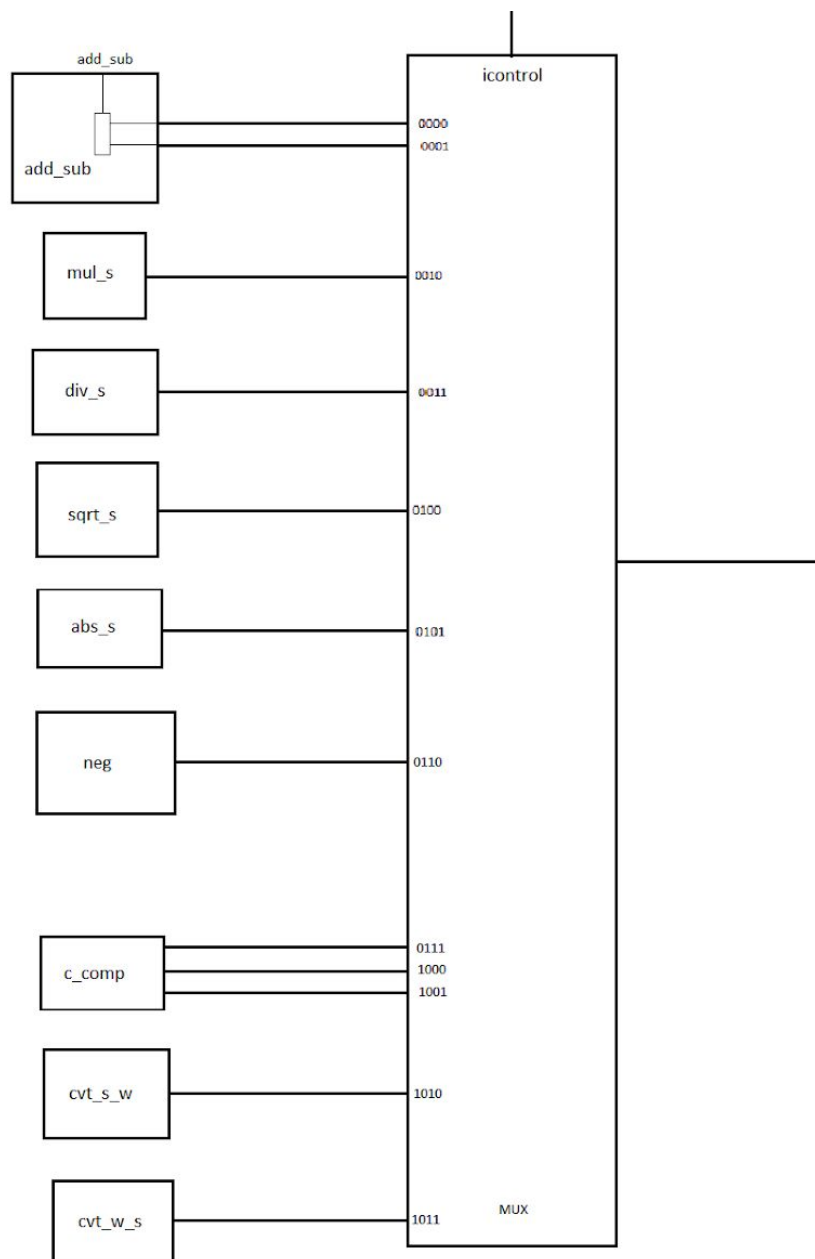 add_sub
icontrol
0000
0001
add_sub
mul_s
0010
div_s
0011
sqrt_s
0100
abs_s
0101
neg
0110
0111
c_comp
1000
1001
cvt_s_w
1010
cvt_w_s
1011
MUX